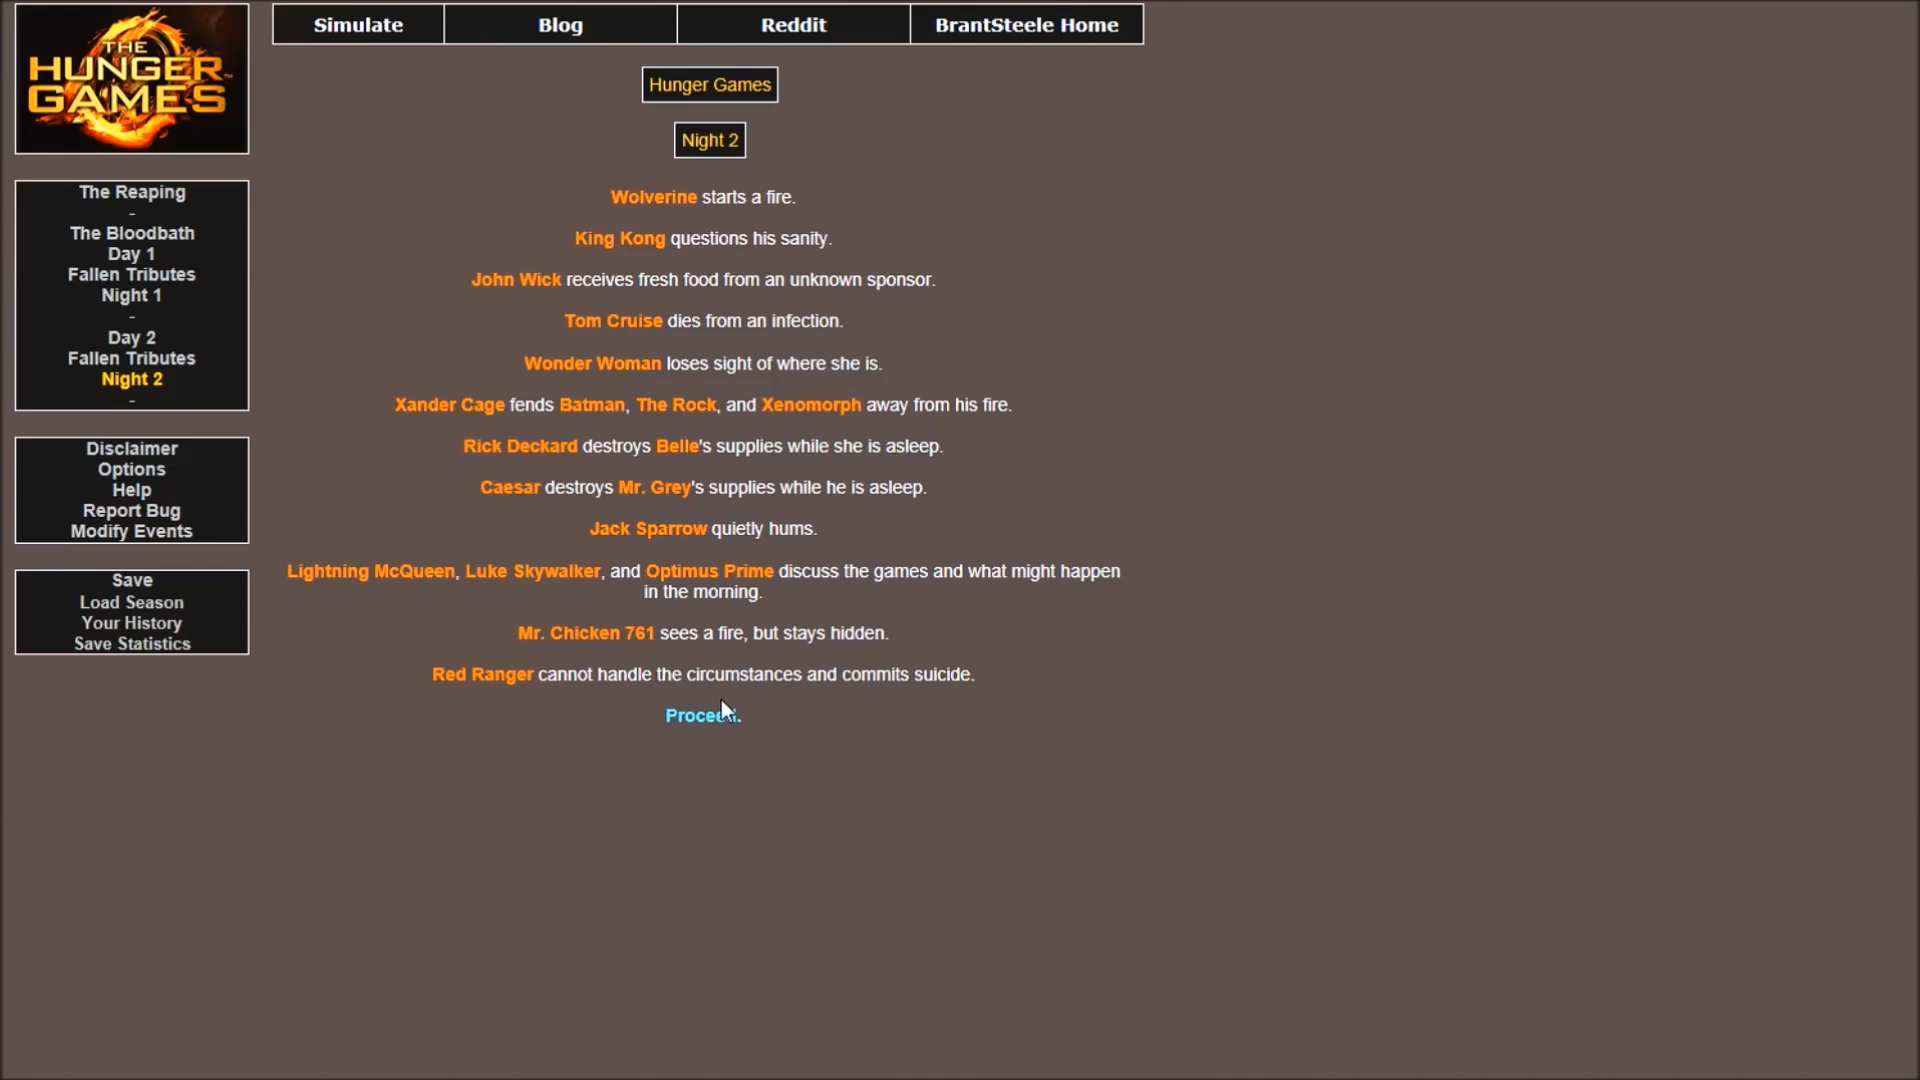 THE
HUNGER
GAMES
Simulate
Blog
Reddit
BrantSteele Home
Hunger Games
Night 2
The Reaping
-
The Bloodbath
Day 1
Fallen Tributes
Night 1
-
Day 2
Fallen Tributes
Night 2
-
Disclaimer
Options
Help
Report Bug
Modify Events
Save
Load Season
Your History
Save Statistics
Wolverine starts a fire.
King Kong questions his sanity.
John Wick receives fresh food from an unknown sponsor.
Tom Cruise dies from an infection.
Wonder Woman loses sight of where she is.
Xander Cage fends Batman, The Rock, and Xenomorph away from his fire.
Rick Deckard destroys Belle's supplies while she is asleep.
Caesar destroys Mr. Grey's supplies while he is asleep.
Jack Sparrow quietly hums.
Lightning McQueen, Luke Skywalker, and Optimus Prime discuss the games and what might happen
in the morning.
Mr. Chicken 761 sees a fire, but stays hidden.
Red Ranger cannot handle the circumstances and commits suicide.
Proceed.